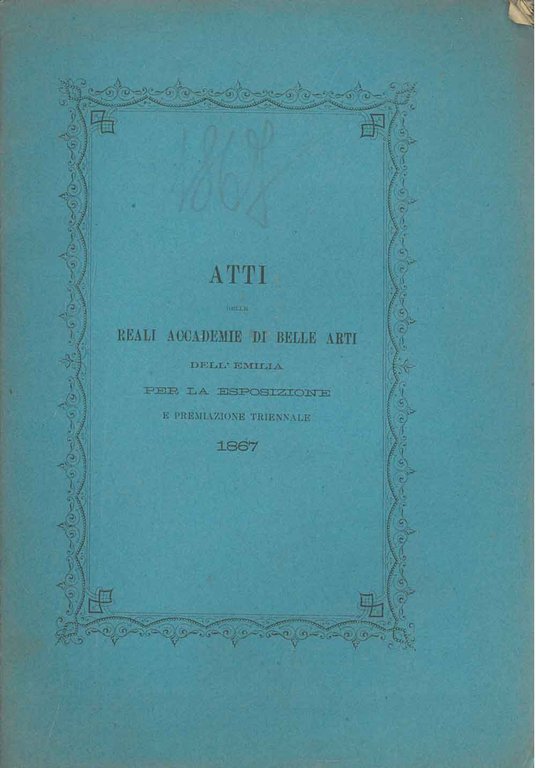 1867
ATTI
DELLE
REALI ACCADEMIE DI BELLE ARTI
DELL' EMILIA
PER LA ESPOSIZIONE
E PREMIAZIONE TRIENNALE
1867